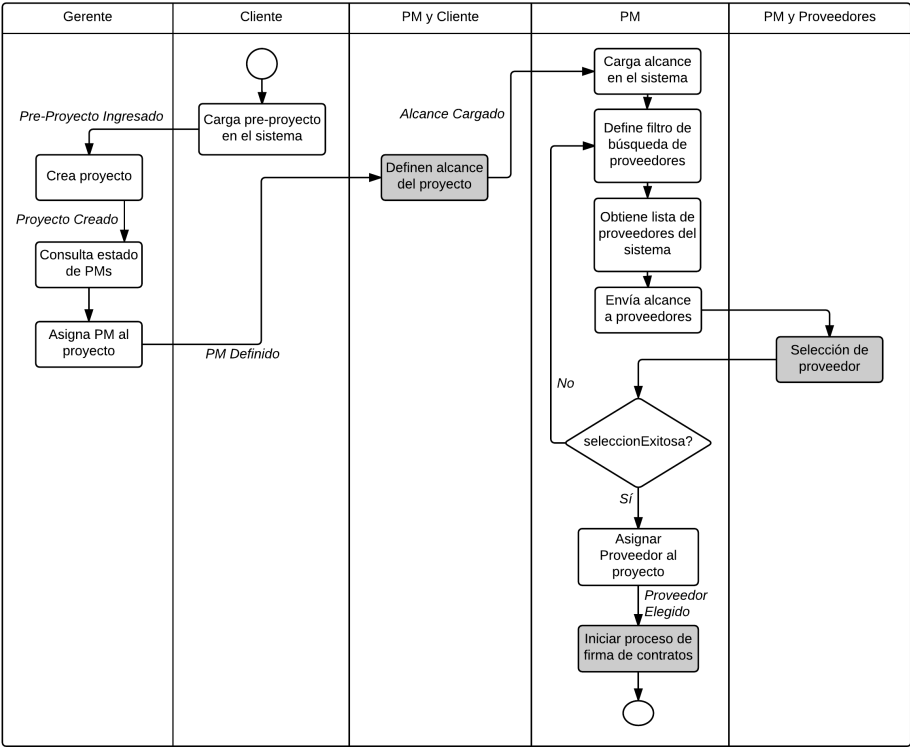 Gerente
Cliente
PM y Cliente
PM
PM y Proveedores
Carga pre-proyecto
en el sistema
Pre-Proyecto Ingresado
Crea proyecto
Proyecto Creado
Consulta estado
de PMs
Asigna PM al
proyecto
PM Definido
Definen alcance
del proyecto
Alcance Cargado
Carga alcance
en el sistema
Define filtro de
búsqueda de
proveedores
Obtiene lista de
proveedores del
sistema
Envía alcance
a proveedores
Selección de
proveedor
seleccionExitosa?
No
Sí
Asignar
Proveedor al
proyecto
Proveedor
Elegido
Iniciar proceso de
firma de contratos